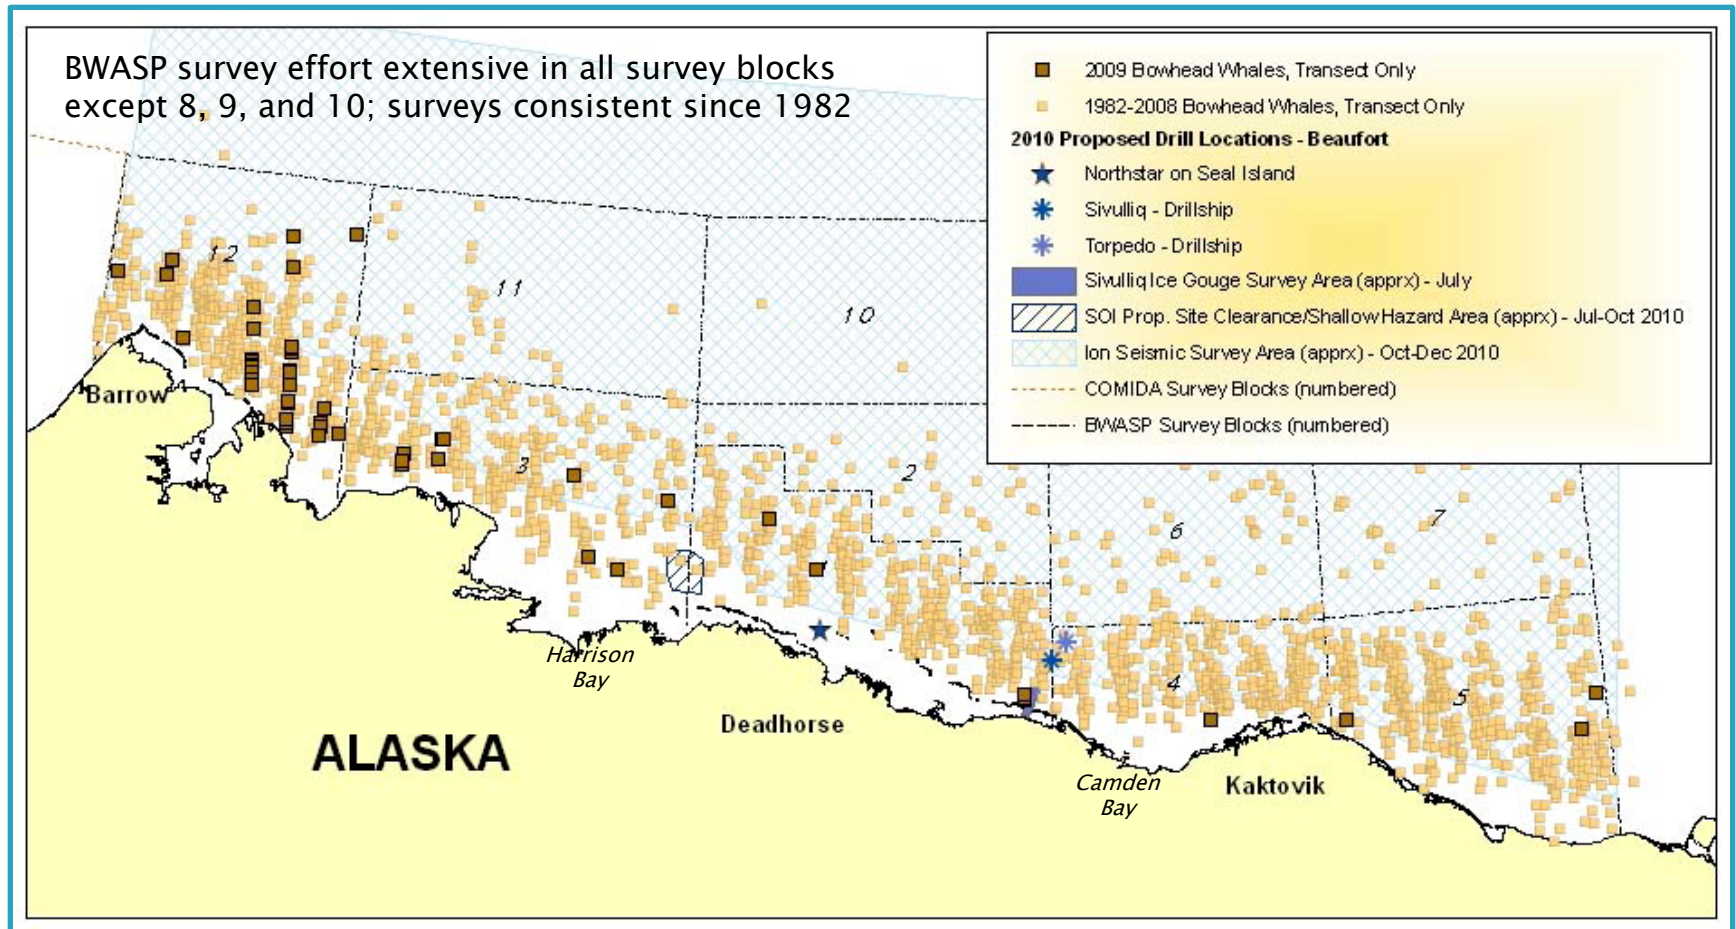 BWASP survey effort extensive in all survey blocks
except 8, 9, and 10; surveys consistent since 1982
2009 Bowhead Whales, Transect Only
1982-2008 Bowhead Whales, Transect Only
2010 Proposed Drill Locations - Beaufort
Northstar on Seal Island
Sivulliq - Drillship
Torpedo - Drillship
Sivulliq Ice Gouge Survey Area (apprx) - July
SOI Prop. Site Clearance/Shallow Hazard Area (apprx) - Jul-Oct 2010
Ion Seismic Survey Area (apprx) - Oct-Dec 2010
COMIDA Survey Blocks (numbered)
BWASP Survey Blocks (numbered)
12
11
10
Barrow
3
2
6
7
Harrison
Bay
4
5
Deadhorse
ALASKA
Camden
Bay
Kaktovik